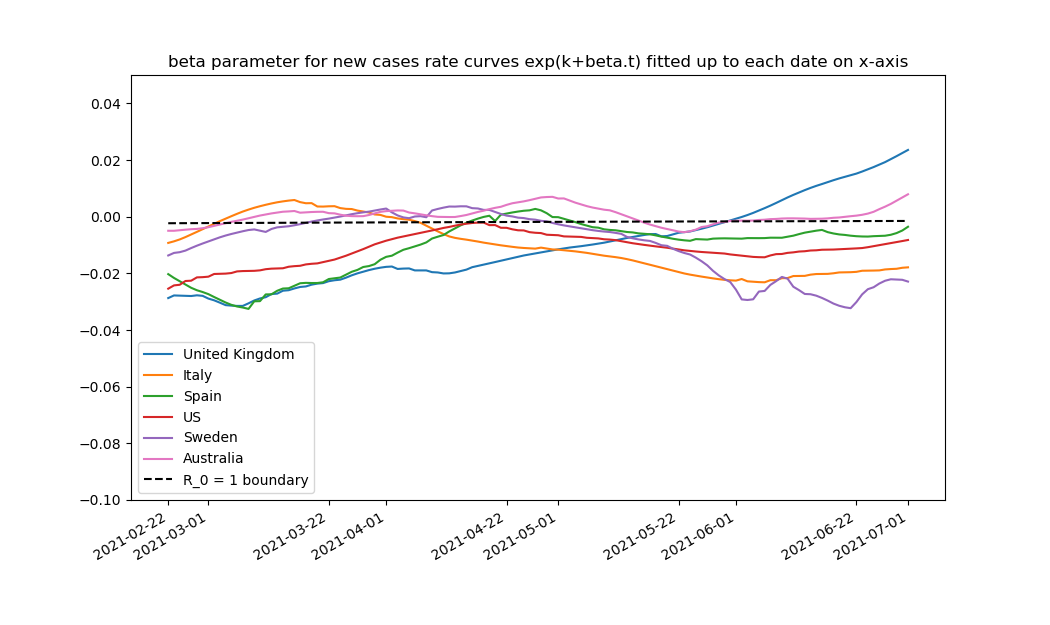 beta parameter for new cases rate curves exp(k+beta.t) fitted up to each date on x-axis
0.04
0.02
0.00
−0.02
−0.04
−0.06
−0.08
−0.10
United Kingdom
Italy
Spain
US
Sweden
Australia
R_0 = 1 boundary
2021-02-22
2021-03-01
2021-03-22
2021-04-01
2021-04-22
2021-05-01
2021-05-22
2021-06-01
2021-06-22
2021-07-01